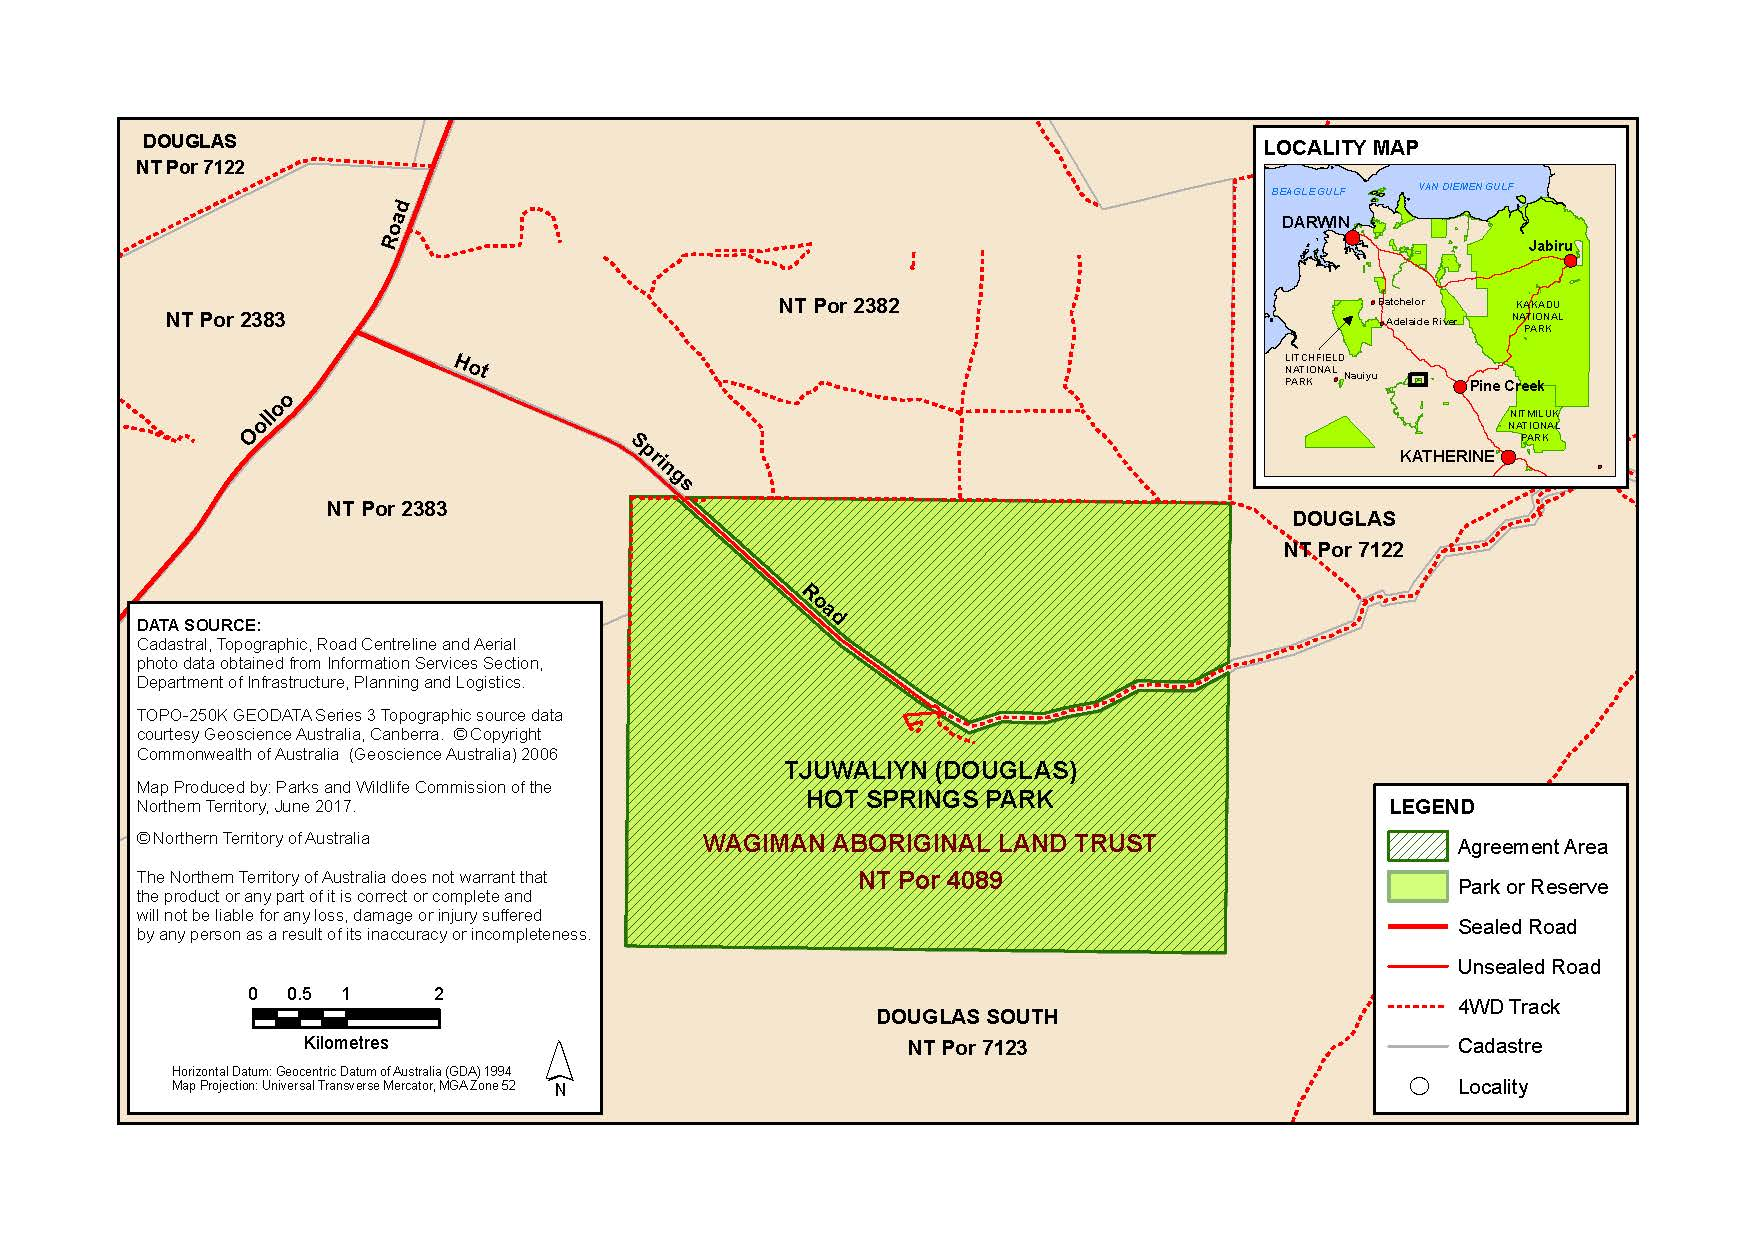 DOUGLAS
NT Por 7122
Road
NT Por 2383
Oolloo
Hot
Springs
NT Por 2382
NT Por 2383
Road
DOUGLAS
NT Por 7122
TJUWALIYN (DOUGLAS)
HOT SPRINGS PARK
WAGIMAN ABORIGINAL LAND TRUST
NT Por 4089
DOUGLAS SOUTH
NT Por 7123
LOCALITY MAP
BEAGLE GULF
VAN DIEMEN GULF
DARWIN
Jabiru
Batchelor
Adelaide River
KAKADU
NATIONAL
PARK
LITCHFIELD
NATIONAL
PARK
Nauiyu
Pine Creek
NITMILUK
NATIONAL
PARK
KATHERINE
DATA SOURCE:
Cadastral, Topographic, Road Centreline and Aerial
photo data obtained from Information Services Section,
Department of Infrastructure, Planning and Logistics.
TOPO-250K GEODATA Series 3 Topographic source data
courtesy Geoscience Australia, Canberra. © Copyright
Commonwealth of Australia (Geoscience Australia) 2006
Map Produced by: Parks and Wildlife Commission of the
Northern Territory, June 2017.
© Northern Territory of Australia
The Northern Territory of Australia does not warrant that
the product or any part of it is correct or complete and
will not be liable for any loss, damage or injury suffered
by any person as a result of its inaccuracy or incompleteness.
0 0.5 1 2
Kilometres
Horizontal Datum: Geocentric Datum of Australia (GDA) 1994
Map Projection: Universal Transverse Mercator, MGA Zone 52
N
LEGEND
Agreement Area
Park or Reserve
Sealed Road
Unsealed Road
4WD Track
Cadastre
Locality